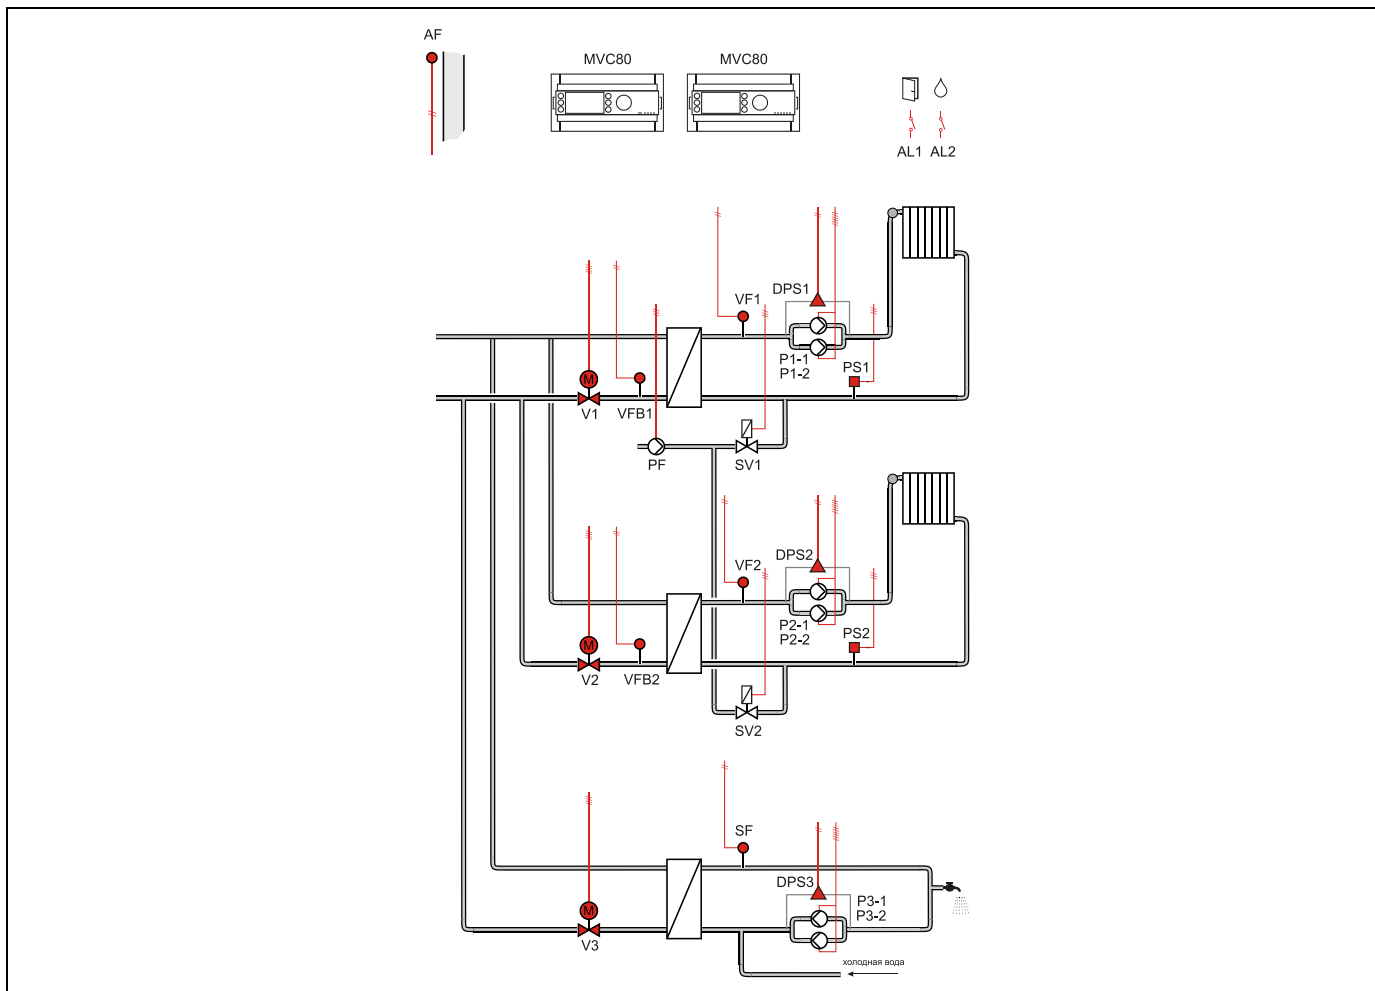 AF
MVC80
MVC80
AL1
AL2
DPS1
VF1
P1-1
P1-2
PS1
M
V1
VFB1
PF
SV1
DPS2
VF2
P2-1
P2-2
PS2
M
V2
VFB2
SV2
SF
DPS3
P3-1
P3-2
M
V3
холодная вода